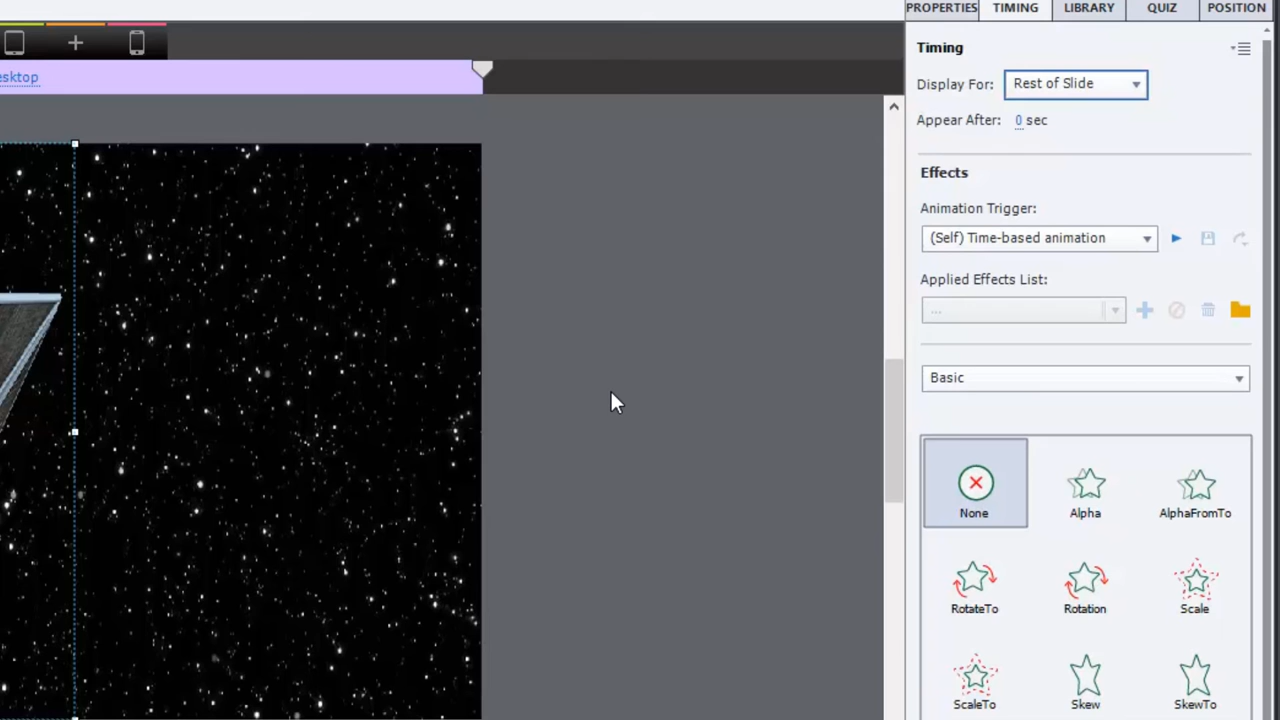 PROPERTIES TIMING LIBRARY QUIZ POSITION
Timing
esktop
Display For: Rest of Slide
Appear After: 0 sec
Effects
Animation Trigger:
(Self) Time-based animation
Applied Effects List:
...
Basic
None Alpha AlphaFromTo
RotateTo Rotation Scale
ScaleTo Skew SkewTo